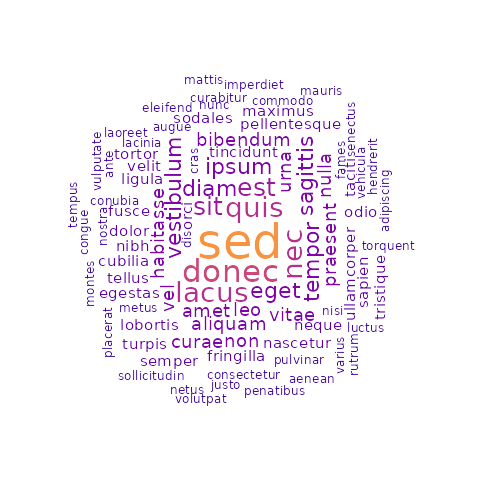 mattis
imperdiet
mauris
curabitur
commodo
eleifend
nunc
maximus
senectus
sodales
pellentesque
augue
laoreet
bibendum
lacinia
vulputate
tortor
tincidunt
fames
hendrerit
ante
cras
ipsum
urna
sagittis
nulla
taciti
vehicula
velit
ligula
diam
est
adipiscing
tempus
conubia
vestibulum
habitasse
sit
quis
fusce
odio
congue
nostra
dolor
disorci
sed
nec
tempor
praesent
ullamcorper
nibh
torquent
cubilia
sapien
tristique
montes
tellus
donec
egestas
vel
lacus
eget
metus
amet
leo
vitae
nisi
placerat
lobortis
aliquam
neque
luctus
turpis
curae
non
nascetur
varius
rutrum
semper
fringilla
pulvinar
sollicitudin
consectetur
aenean
netus
justo
penatibus
volutpat